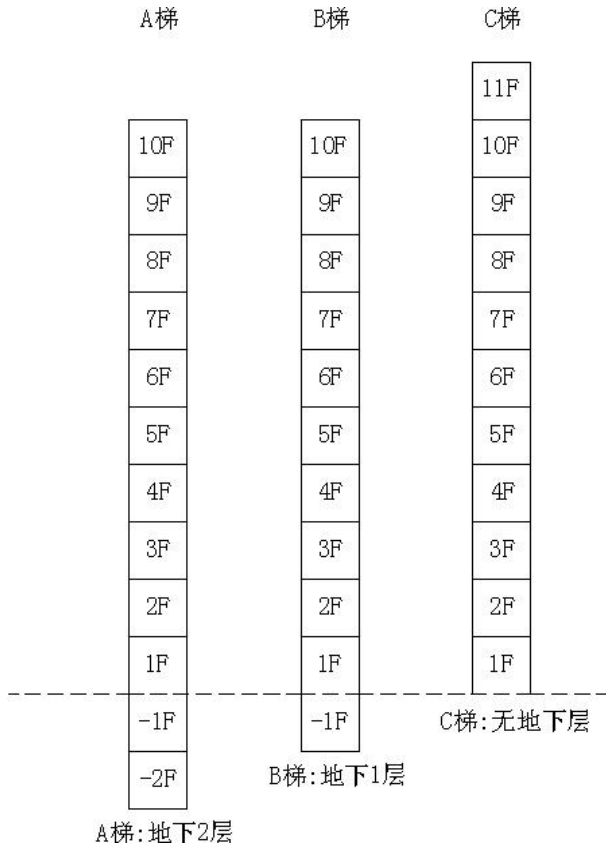 A梯 B梯 C梯
11F
10F 10F 10F
9F 9F 9F
8F 8F 8F
7F 7F 7F
6F 6F 6F
5F 5F 5F
4F 4F 4F
3F 3F 3F
2F 2F 2F
1F 1F 1F
-1F -1F C梯:无地下层
-2F B梯:地下1层
A梯:地下2层